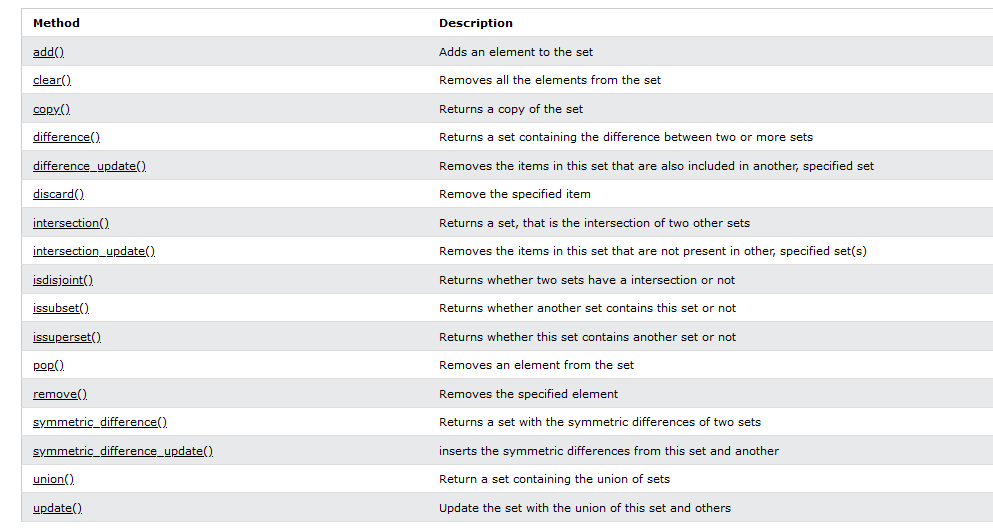 Method Description
add() Adds an element to the set
clear() Removes all the elements from the set
copy() Returns a copy of the set
difference() Returns a set containing the difference between two or more sets
difference_update() Removes the items in this set that are also included in another, specified set
discard() Remove the specified item
intersection() Returns a set, that is the intersection of two other sets
intersection_update() Removes the items in this set that are not present in other, specified set(s)
isdisjoint() Returns whether two sets have a intersection or not
issubset() Returns whether another set contains this set or not
issuperset() Returns whether this set contains another set or not
pop() Removes an element from the set
remove() Removes the specified element
symmetric_difference() Returns a set with the symmetric differences of two sets
symmetric_difference_update() inserts the symmetric differences from this set and another
union() Return a set containing the union of sets
update() Update the set with the union of this set and others